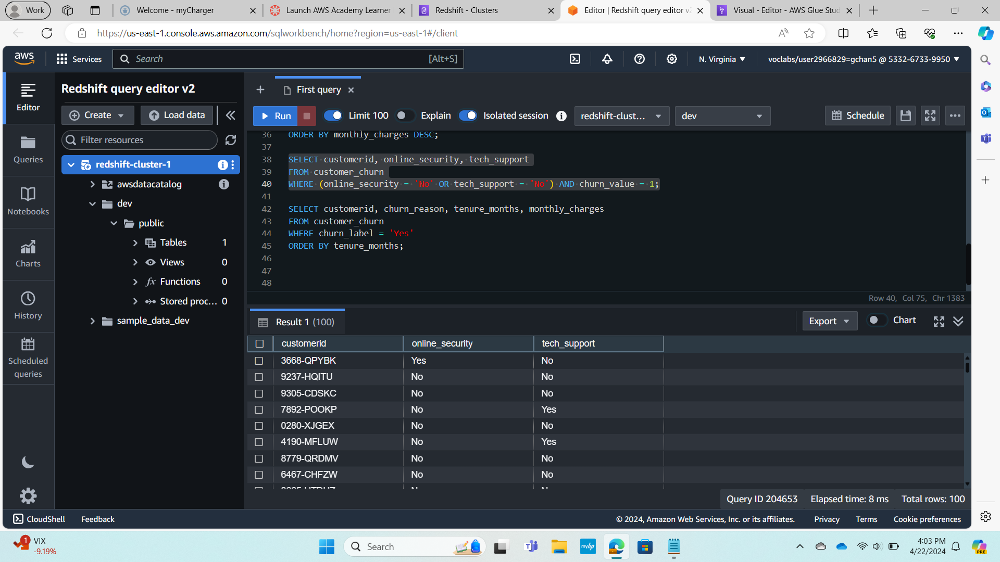 Work
Welcome - myCharger
Launch AWS Academy Learner
Redshift - Clusters
Editor | Redshift query editor v
Visual - Editor - AWS Glue Stud
https://us-east-1.console.aws.amazon.com/sqlworkbench/home?region=us-east-1#/client
aws
Services
Search
[Alt+S]
N. Virginia
voclabs/user2966829=gchan5 @ 5332-6733-9950
Editor
Queries
Notebooks
Charts
History
Scheduled
queries
Redshift query editor v2
Create
Load data
Filter resources
redshift-cluster-1
awsdatacatalog
dev
public
Tables 1
Views 0
fx Functions 0
Stored proc... 0
sample_data_dev
First query
Run
Limit 100
Explain
Isolated session
redshift-clust...
dev
Schedule
36 ORDER BY monthly_charges DESC;
37
38 SELECT customerid, online_security, tech_support
39 FROM customer_churn
40 WHERE (online_security = 'No' OR tech_support = 'No') AND churn_value = 1;
41
42 SELECT customerid, churn_reason, tenure_months, monthly_charges
43 FROM customer_churn
44 WHERE churn_label = 'Yes'
45 ORDER BY tenure_months;
46
47
48
Row 40, Col 75, Chr 1383
Result 1 (100)
Export
Chart
customerid online_security tech_support
3668-QPYBK Yes No
9237-HQITU No No
9305-CDSKC No No
7892-POOKP No Yes
0280-XJGEX No No
4190-MFLUW No Yes
8779-QRDMV No No
6467-CHFZW No No
Query ID 204653 Elapsed time: 8 ms Total rows: 100
CloudShell
Feedback
© 2024, Amazon Web Services, Inc. or its affiliates.
Privacy
Terms
Cookie preferences
1
VIX
-9.19%
Search
myhp
4:03 PM
4/22/2024
PRE